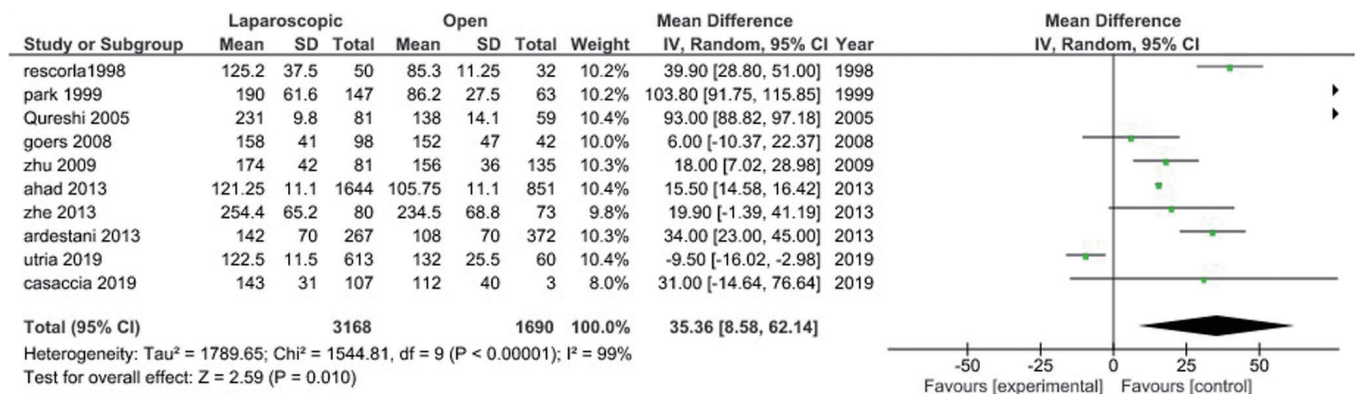 Laparoscopic Open Mean Difference Mean Difference
Study or Subgroup Mean SD Total Mean SD Total Weight IV, Random, 95% CI Year IV, Random, 95% CI
rescorla1998 125.2 37.5 50 85.3 11.25 32 10.2% 39.90 [28.80, 51.00] 1998
park 1999 190 61.6 147 86.2 27.5 63 10.2% 103.80 [91.75, 115.85] 1999
Qureshi 2005 231 9.8 81 138 14.1 59 10.4% 93.00 [88.82, 97.18] 2005
goers 2008 158 41 98 152 47 42 10.0% 6.00 [-10.37, 22.37] 2008
zhu 2009 174 42 81 156 36 135 10.3% 18.00 [7.02, 28.98] 2009
ahad 2013 121.25 11.1 1644 105.75 11.1 851 10.4% 15.50 [14.58, 16.42] 2013
zhe 2013 254.4 65.2 80 234.5 68.8 73 9.8% 19.90 [-1.39, 41.19] 2013
ardestani 2013 142 70 267 108 70 372 10.3% 34.00 [23.00, 45.00] 2013
utria 2019 122.5 11.5 613 132 25.5 60 10.4% -9.50 [-16.02, -2.98] 2019
casaccia 2019 143 31 107 112 40 3 8.0% 31.00 [-14.64, 76.64] 2019
Total (95% CI) 3168 1690 100.0% 35.36 [8.58, 62.14]
Heterogeneity: Tau² = 1789.65; Chi² = 1544.81, df = 9 (P < 0.00001); I² = 99%
Test for overall effect: Z = 2.59 (P = 0.010)
-50 -25 0 25 50
Favours [experimental] Favours [control]